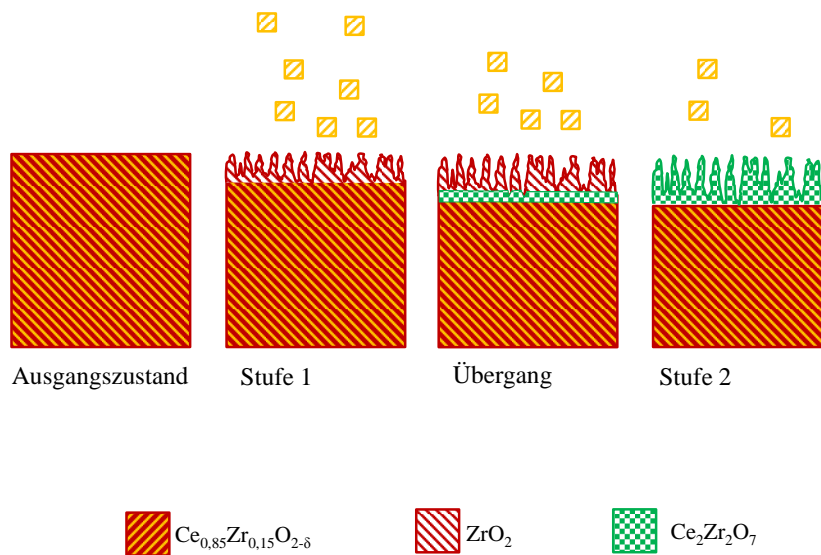 Ausgangszustand Stufe 1 Übergang Stufe 2
Ce0,85Zr0,15O2-δ ZrO2 Ce2Zr2O7